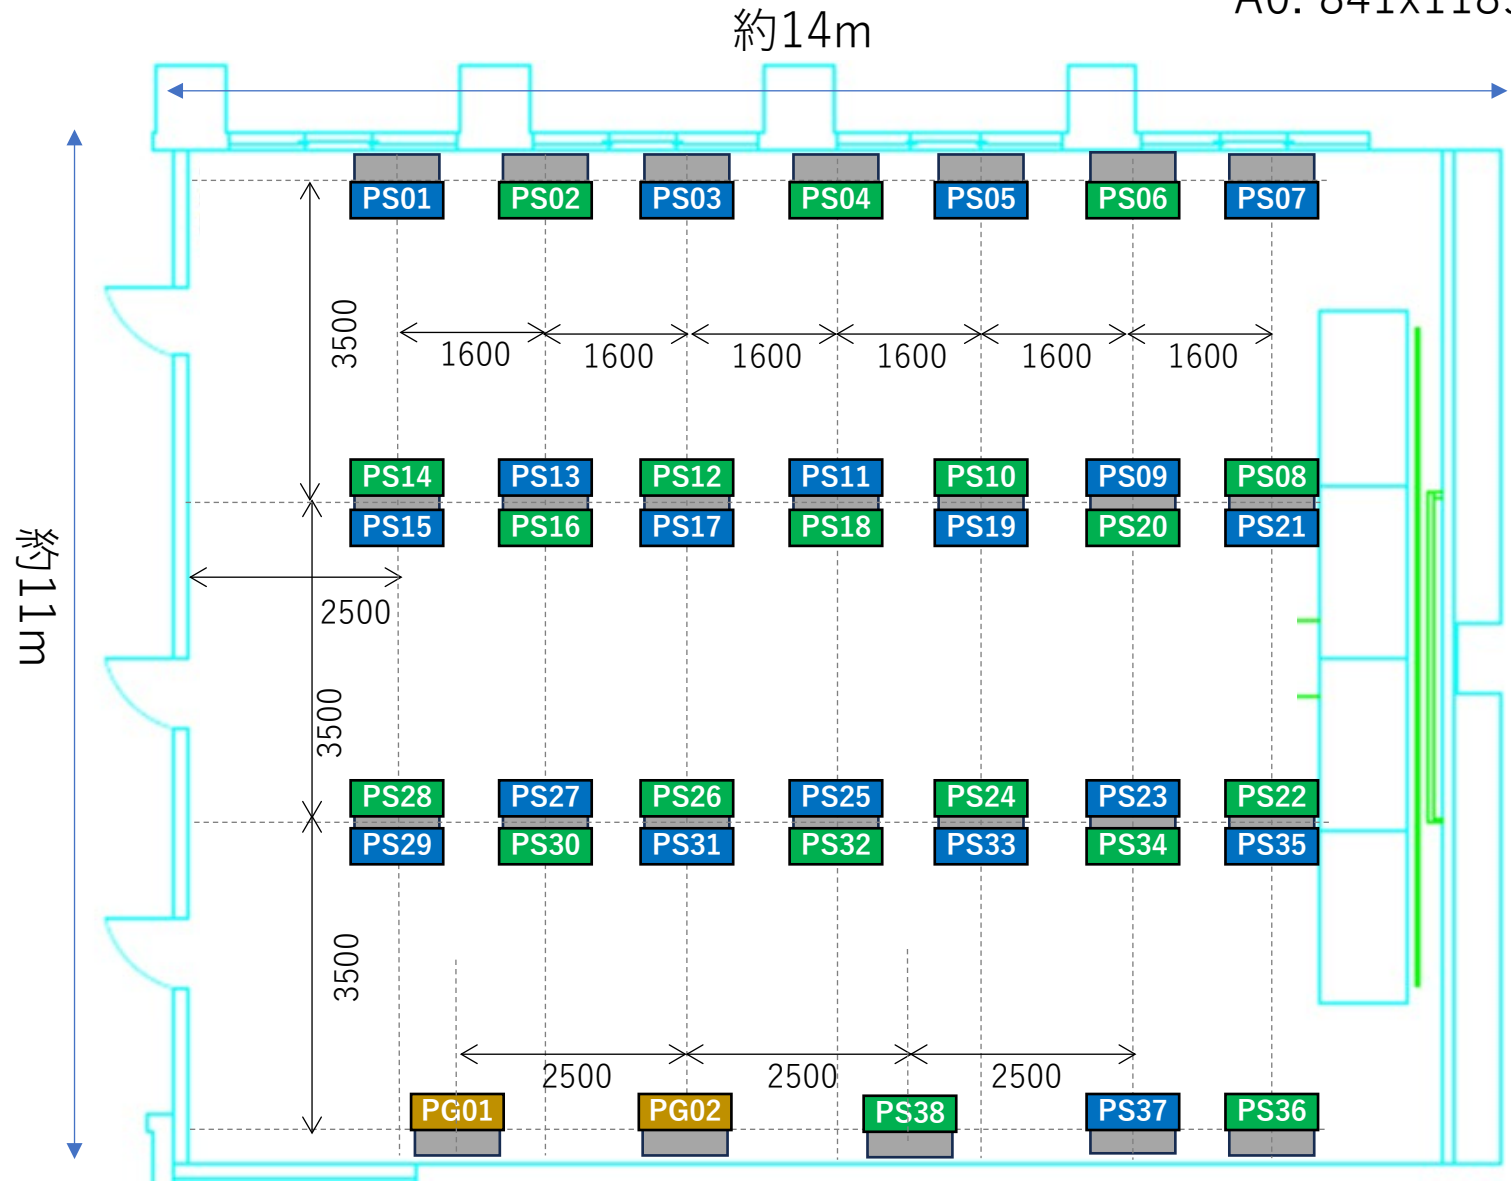 A0: 841x1189
約14m
PS01 PS02 PS03 PS04 PS05 PS06 PS07
3500
1600 1600 1600 1600 1600 1600
PS14 PS13 PS12 PS11 PS10 PS09 PS08
PS15 PS16 PS17 PS18 PS19 PS20 PS21
約11m
2500
3500
PS28 PS27 PS26 PS25 PS24 PS23 PS22
PS29 PS30 PS31 PS32 PS33 PS34 PS35
3500
2500 2500 2500
PG01 PG02 PS38 PS37 PS36